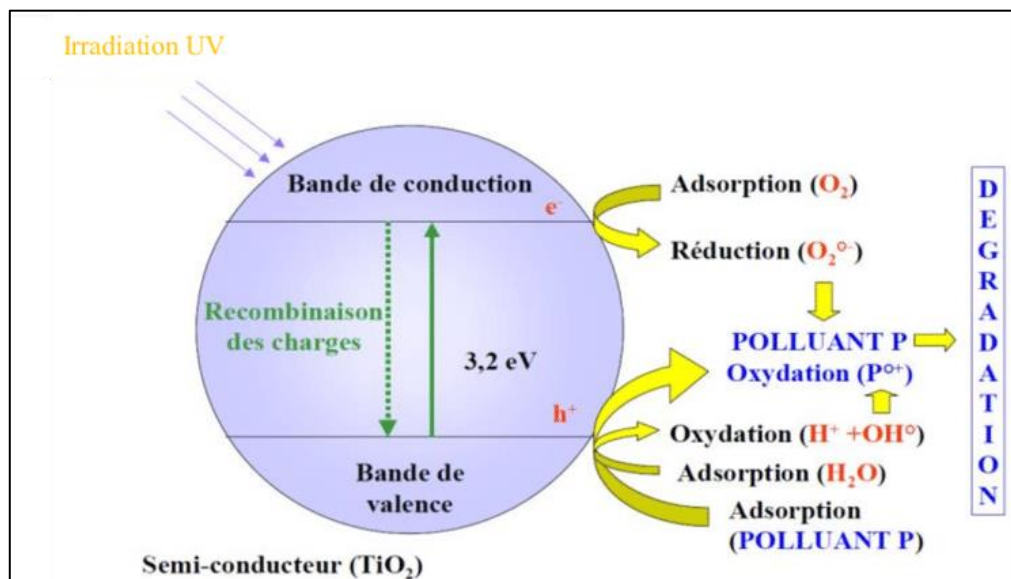 Irradiation UV
Bande de conduction
e⁻
Adsorption (O₂)
Réduction (O₂°⁻)
Recombinaison
des charges
3,2 eV
POLLUANT P
Oxydation (P°⁺)
h⁺
Oxydation (H⁺ +OH°)
Bande de
valence
Adsorption (H₂O)
Adsorption
(POLLUANT P)
Semi-conducteur (TiO₂)
DEGRADATION